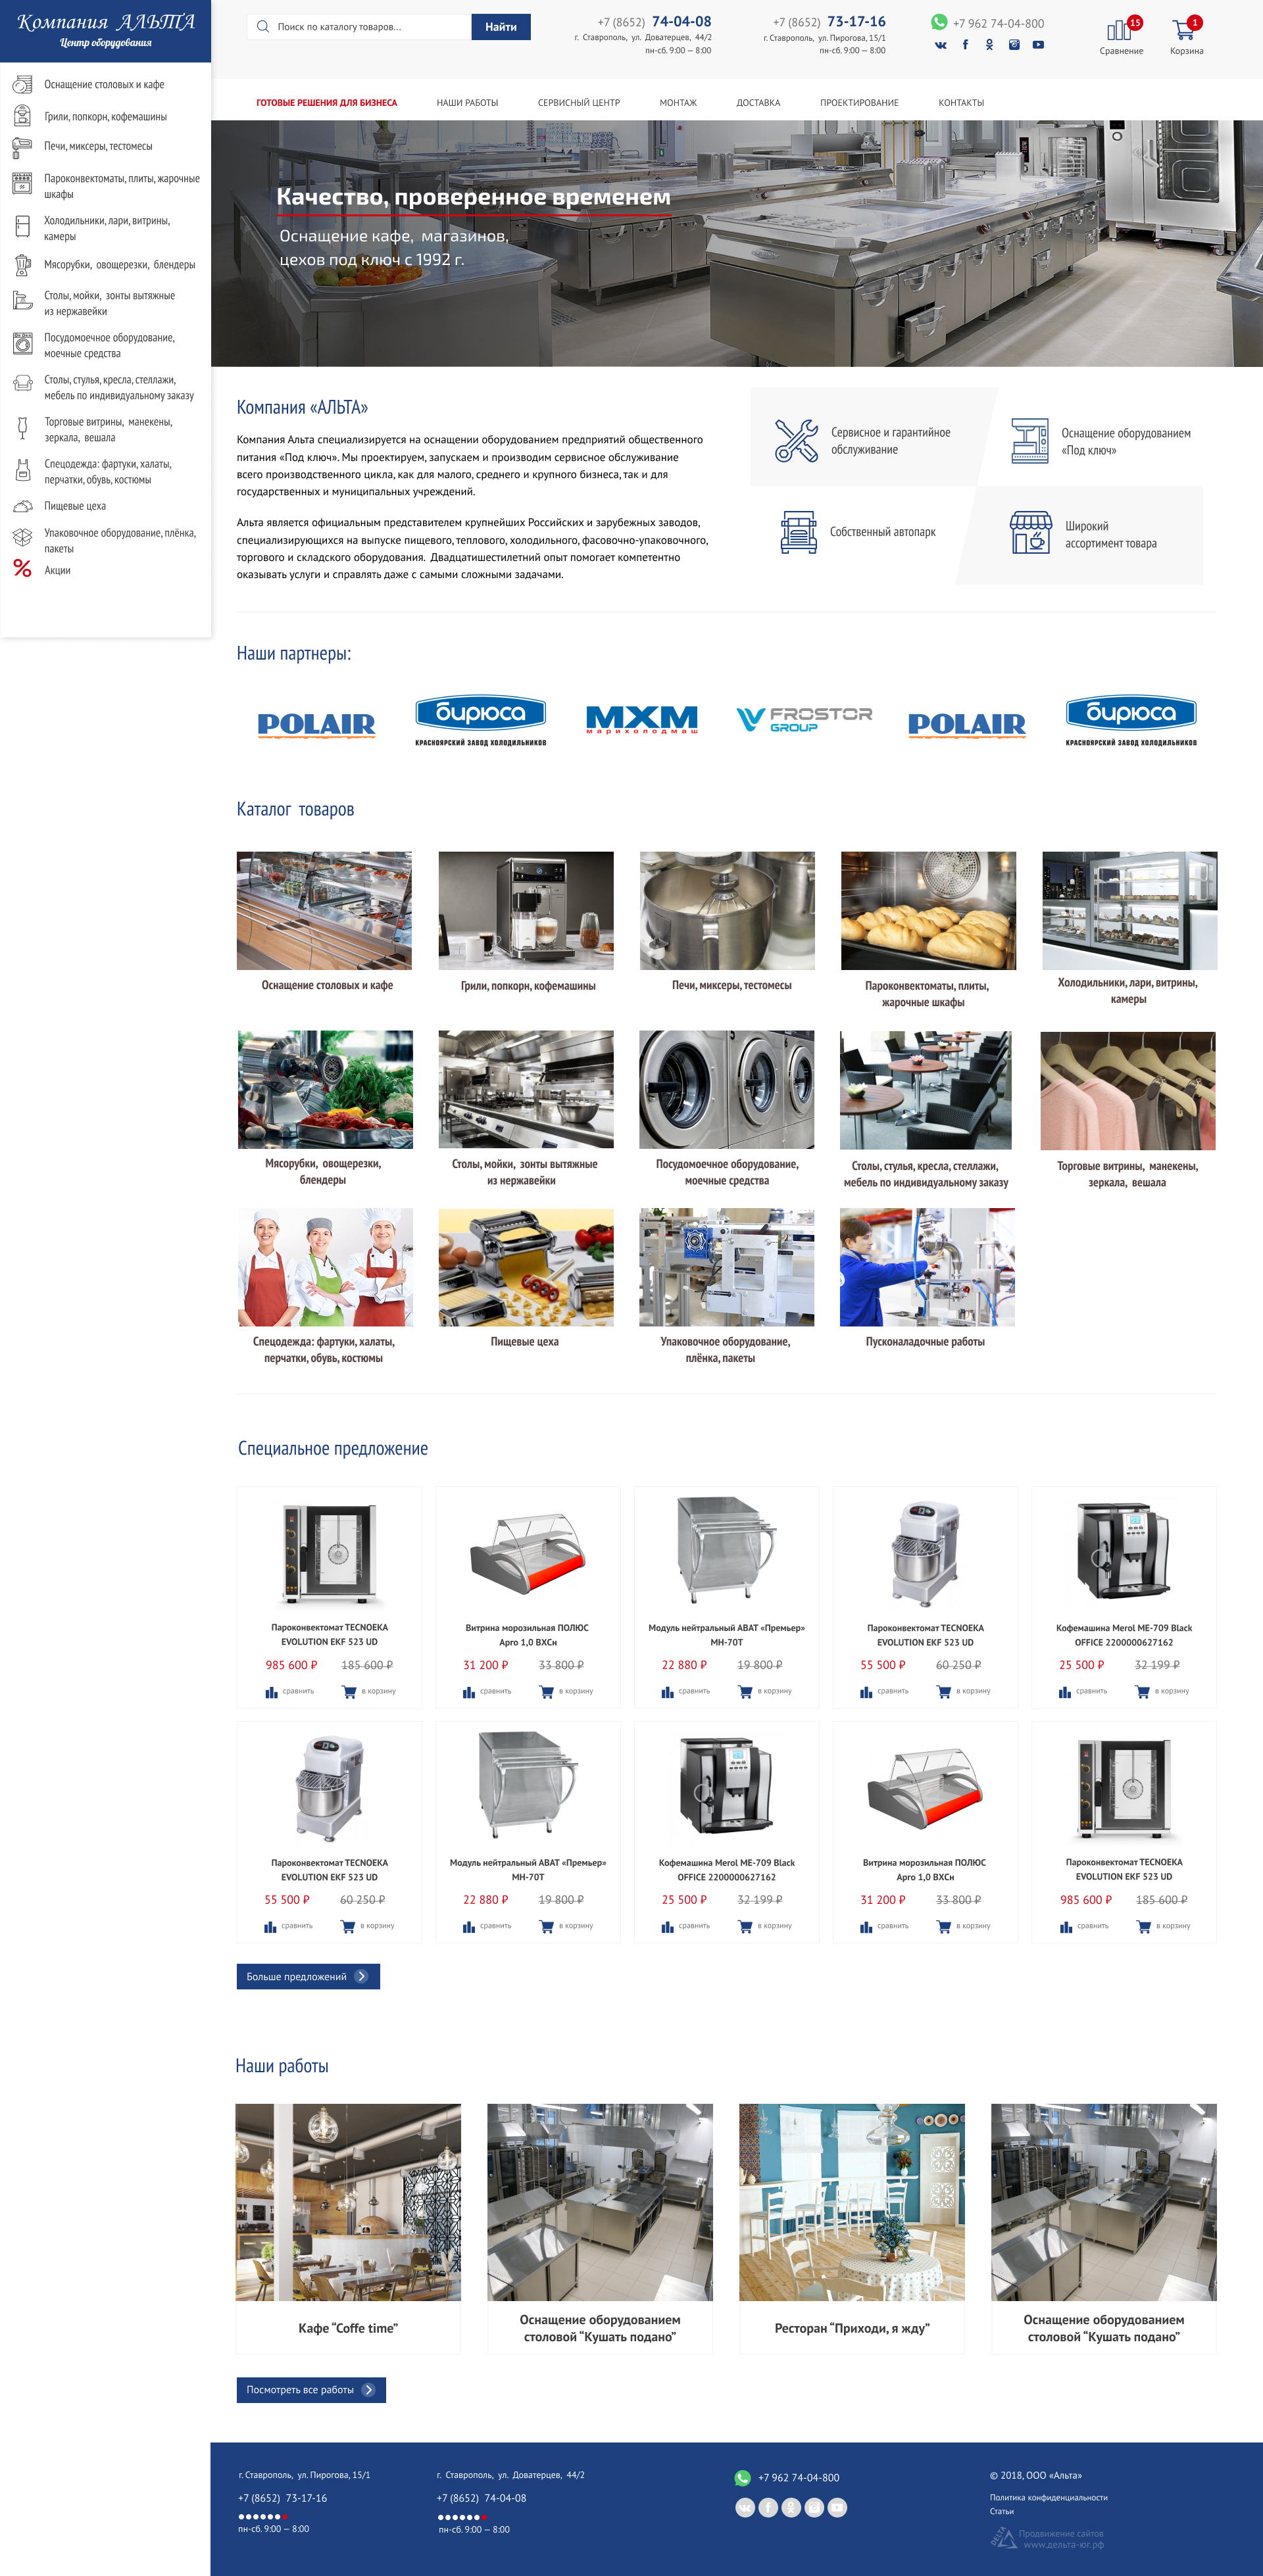 Компания АЛЬТА
Центр оборудования
Поиск по каталогу товаров...
Найти
+7 (8652) 74-04-08
г. Ставрополь, ул. Доватерцев, 44/2
пн-сб. 9:00 — 8:00
+7 (8652) 73-17-16
г. Ставрополь, ул. Пирогова, 15/1
пн-сб. 9:00 — 8:00
+7 962 74-04-800
15
Сравнение
1
Корзина
ГОТОВЫЕ РЕШЕНИЯ ДЛЯ БИЗНЕСА
НАШИ РАБОТЫ
СЕРВИСНЫЙ ЦЕНТР
МОНТАЖ
ДОСТАВКА
ПРОЕКТИРОВАНИЕ
КОНТАКТЫ
Оснащение столовых и кафе
Грили, попкорн, кофемашины
Печи, миксеры, тестомесы
Пароконвектоматы, плиты, жарочные
шкафы
Холодильники, лари, витрины,
камеры
Мясорубки, овощерезки, блендеры
Столы, мойки, зонты вытяжные
из нержавейки
Посудомоечное оборудование,
моечные средства
Столы, стулья, кресла, стеллажи,
мебель по индивидуальному заказу
Торговые витрины, манекены,
зеркала, вешала
Спецодежда: фартуки, халаты,
перчатки, обувь, костюмы
Пищевые цеха
Упаковочное оборудование, плёнка,
пакеты
Акции
Качество, проверенное временем
Оснащение кафе, магазинов,
цехов под ключ с 1992 г.
Компания «АЛЬТА»
Компания Альта специализируется на оснащении оборудованием предприятий общественного
питания «Под ключ». Мы проектируем, запускаем и производим сервисное обслуживание
всего производственного цикла, как для малого, среднего и крупного бизнеса, так и для
государственных и муниципальных учреждений.
Альта является официальным представителем крупнейших Российских и зарубежных заводов,
специализирующихся на выпуске пищевого, теплового, холодильного, фасовочно-упаковочного,
торгового и складского оборудования. Двадцатишестилетний опыт помогает компетентно
оказывать услуги и справлять даже с самыми сложными задачами.
Сервисное и гарантийное
обслуживание
Оснащение оборудованием
«Под ключ»
Собственный автопарк
Широкий
ассортимент товара
Наши партнеры:
POLAIR
бирюса
КРАСНОЯРСКИЙ ЗАВОД ХОЛОДИЛЬНИКОВ
МХМ
марихолодмаш
FROSTOR
GROUP
POLAIR
бирюса
КРАСНОЯРСКИЙ ЗАВОД ХОЛОДИЛЬНИКОВ
Каталог товаров
Оснащение столовых и кафе
Грили, попкорн, кофемашины
Печи, миксеры, тестомесы
Пароконвектоматы, плиты,
жарочные шкафы
Холодильники, лари, витрины,
камеры
Мясорубки, овощерезки,
блендеры
Столы, мойки, зонты вытяжные
из нержавейки
Посудомоечное оборудование,
моечные средства
Столы, стулья, кресла, стеллажи,
мебель по индивидуальному заказу
Торговые витрины, манекены,
зеркала, вешала
Спецодежда: фартуки, халаты,
перчатки, обувь, костюмы
Пищевые цеха
Упаковочное оборудование,
плёнка, пакеты
Пусконаладочные работы
Специальное предложение
Пароконвектомат TECNOEKA
EVOLUTION EKF 523 UD
985 600 ₽ 185 600 ₽
сравнить в корзину
Витрина морозильная ПОЛЮС
Арго 1,0 ВХСн
31 200 ₽ 33 800 ₽
сравнить в корзину
Модуль нейтральный ABAT «Премьер»
МН-70Т
22 880 ₽ 19 800 ₽
сравнить в корзину
Пароконвектомат TECNOEKA
EVOLUTION EKF 523 UD
55 500 ₽ 60 250 ₽
сравнить в корзину
Кофемашина Merol ME-709 Black
OFFICE 2200000627162
25 500 ₽ 32 199 ₽
сравнить в корзину
Пароконвектомат TECNOEKA
EVOLUTION EKF 523 UD
55 500 ₽ 60 250 ₽
сравнить в корзину
Модуль нейтральный ABAT «Премьер»
МН-70Т
22 880 ₽ 19 800 ₽
сравнить в корзину
Кофемашина Merol ME-709 Black
OFFICE 2200000627162
25 500 ₽ 32 199 ₽
сравнить в корзину
Витрина морозильная ПОЛЮС
Арго 1,0 ВХСн
31 200 ₽ 33 800 ₽
сравнить в корзину
Пароконвектомат TECNOEKA
EVOLUTION EKF 523 UD
985 600 ₽ 185 600 ₽
сравнить в корзину
Больше предложений
Наши работы
Кафе “Coffe time”
Оснащение оборудованием
столовой “Кушать подано”
Ресторан “Приходи, я жду”
Оснащение оборудованием
столовой “Кушать подано”
Посмотреть все работы
г. Ставрополь, ул. Пирогова, 15/1
+7 (8652) 73-17-16
пн-сб. 9:00 — 8:00
г. Ставрополь, ул. Доватерцев, 44/2
+7 (8652) 74-04-08
пн-сб. 9:00 — 8:00
+7 962 74-04-800
© 2018, ООО «Альта»
Политика конфиденциальности
Статьи
DELTA
Продвижение сайтов
www.дельта-юг.рф